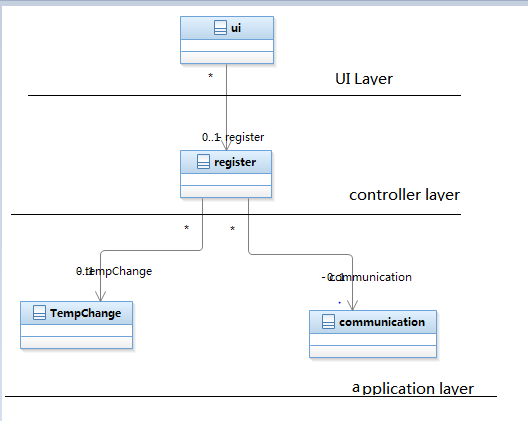 ui
*
UI Layer
0..1 - register
register
controller layer
* *
0..1 - tempChange
- communication 0..1
TempChange
communication
application layer